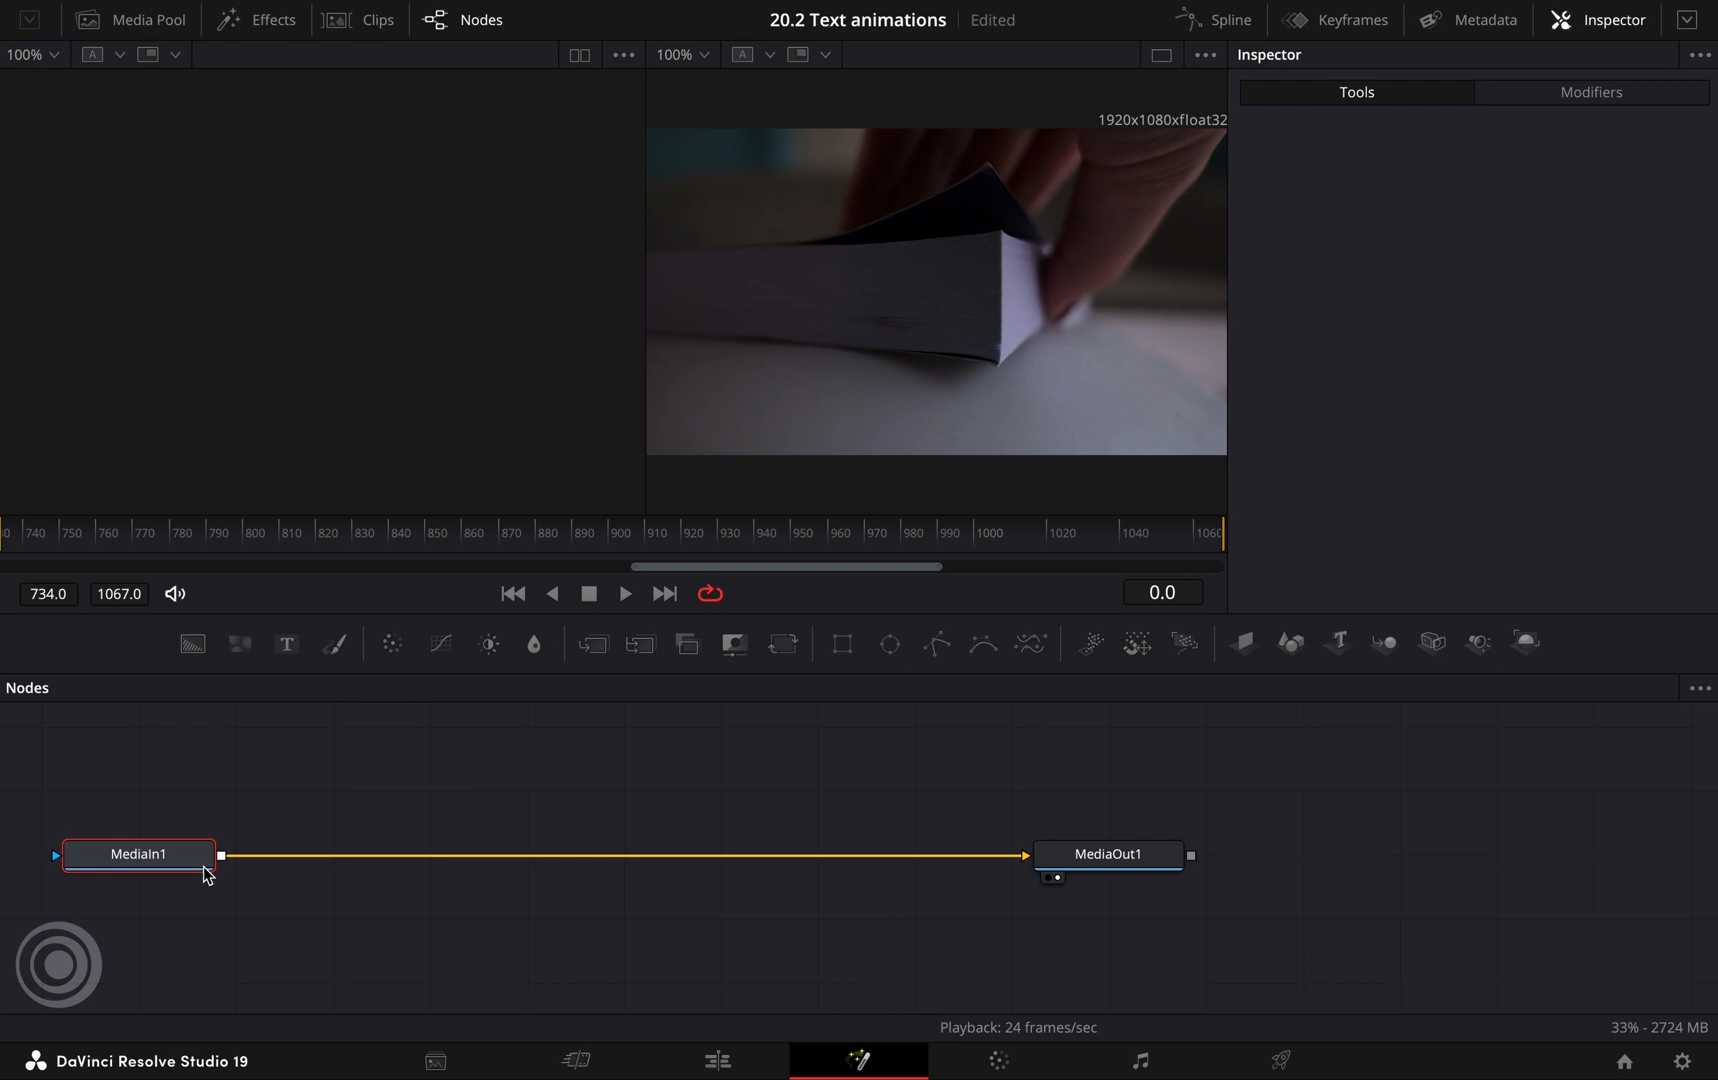 Media Pool Effects Clips Nodes 20.2 Text animations Edited Spline Keyframes Metadata Inspector
100% A 100% A Inspector
Tools Modifiers
1920x1080xfloat32
740 750 760 770 780 790 800 810 820 830 840 850 860 870 880 890 900 910 920 930 940 950 960 970 980 990 1000 1020 1040 1060
734.0 1067.0 0.0
T T
Nodes
MediaIn1 MediaOut1
Playback: 24 frames/sec 33% - 2724 MB
DaVinci Resolve Studio 19